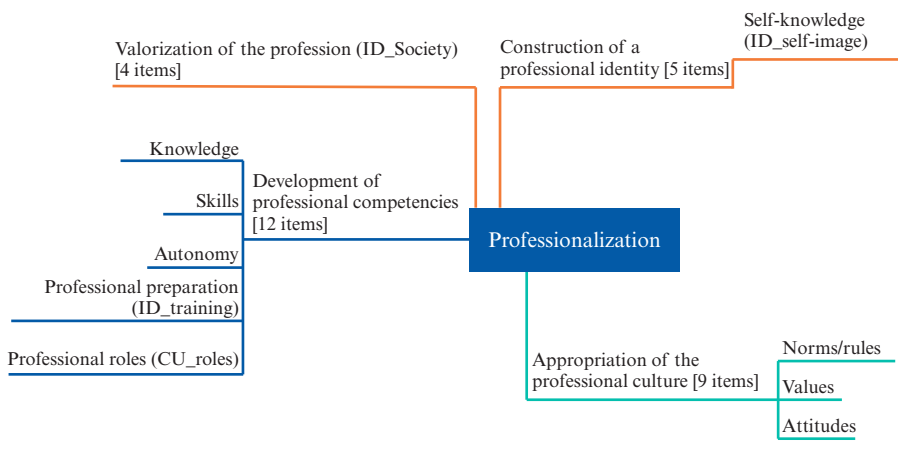 Valorization of the profession (ID_Society)
[4 items]
Construction of a
professional identity [5 items]
Self-knowledge
(ID_self-image)
Knowledge
Skills
Autonomy
Professional preparation
(ID_training)
Professional roles (CU_roles)
Development of
professional competencies
[12 items]
Professionalization
Appropriation of the
professional culture [9 items]
Norms/rules
Values
Attitudes